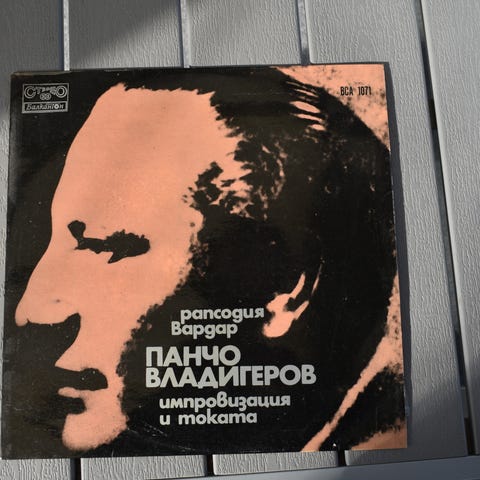 СТЕРЕО
Балкантон
ВСА 1071
рапсодия
Вардар
ПАНЧО
ВЛАДИГЕРОВ
импровизация
и токата